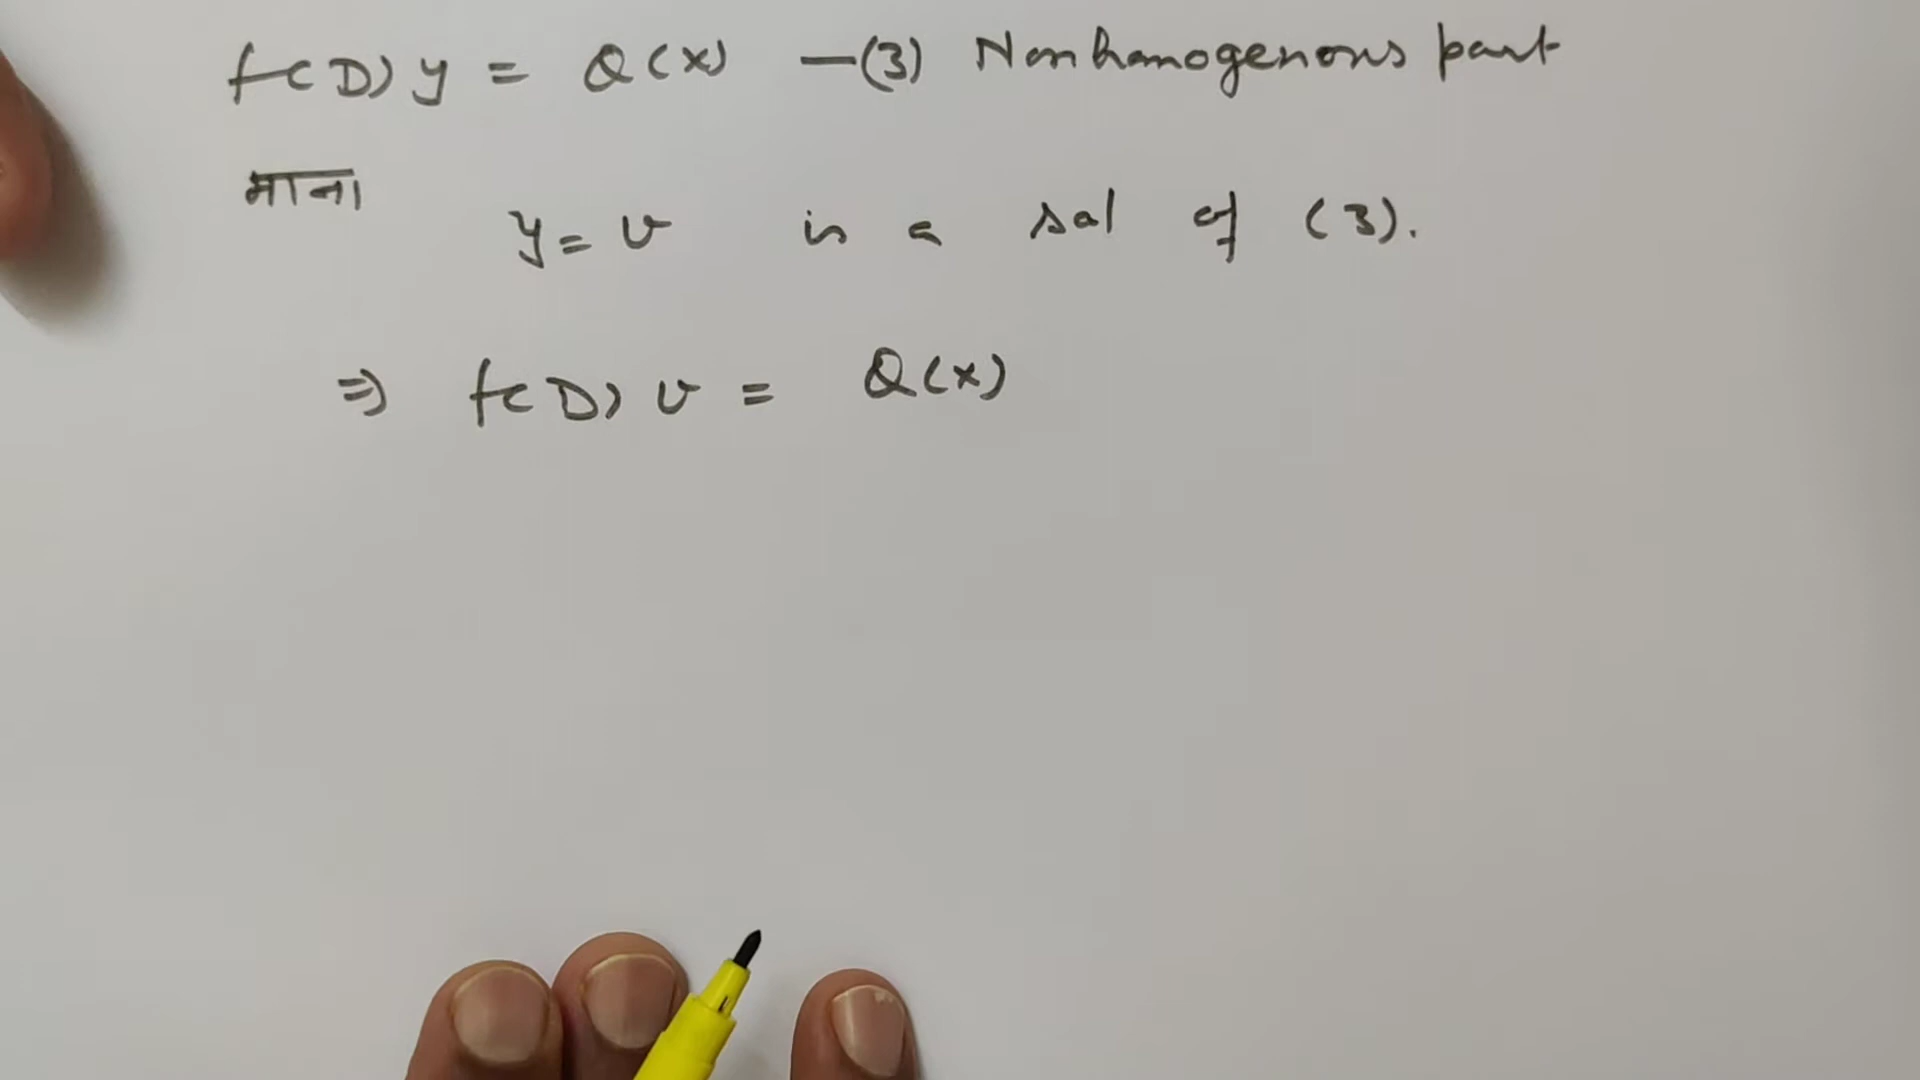 f(D) y = Q(x) —(3) Nonhomogenous part
माना
y = v is a sol of (3).
⇒ f(D) v = Q(x)